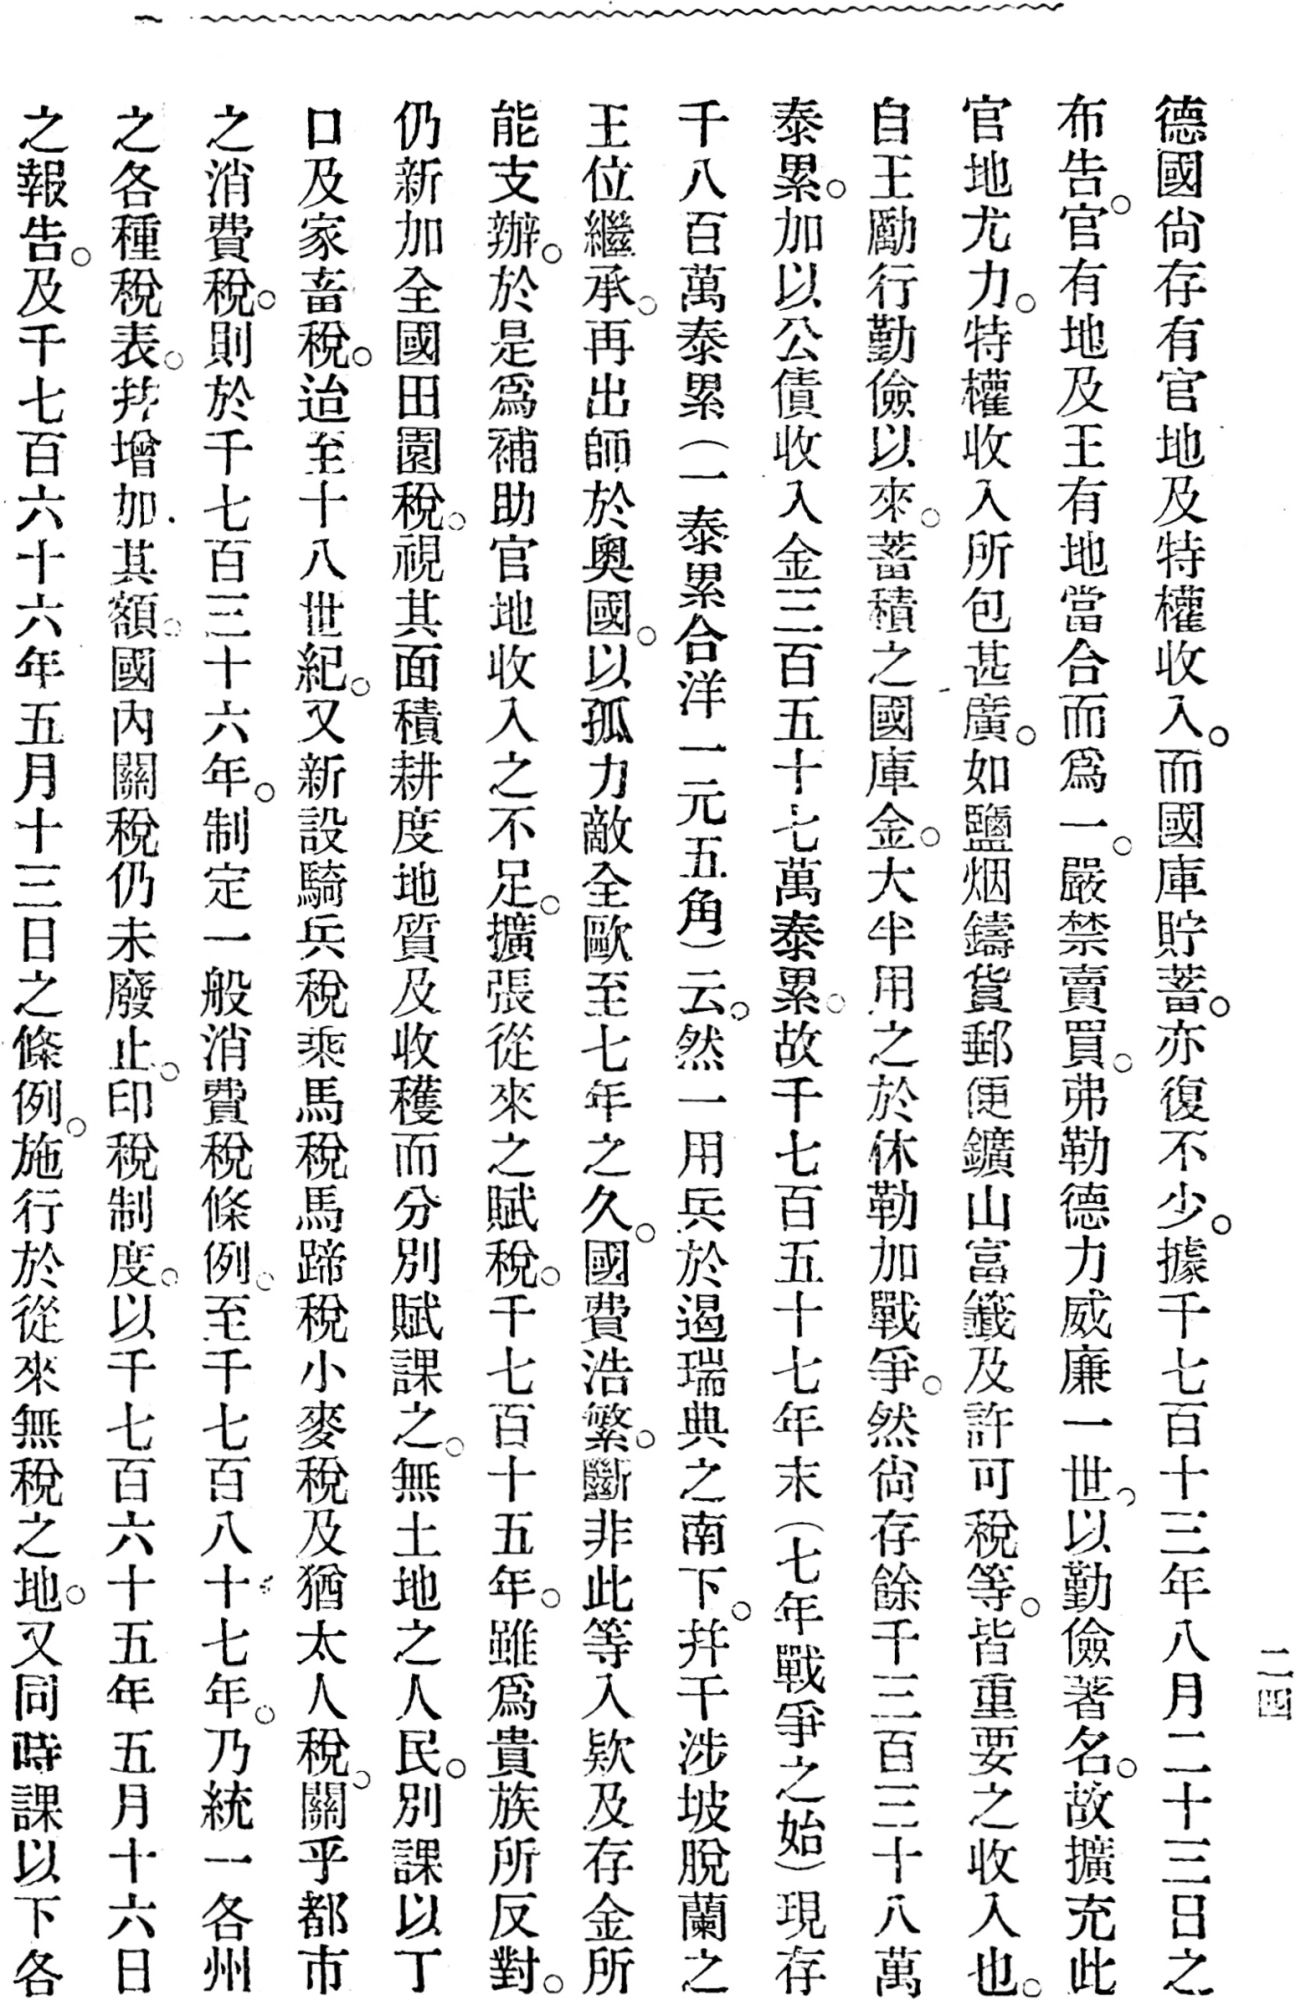 二四
德國尙存有官地及特權收入。而國庫貯蓄。亦復不少。據千七百十三年八月二十三日之
布告。官有地及王有地當合而爲一。嚴禁賣買。弗勒德力威廉一世。以勤儉著名。故擴充此
官地尤力。特權收入所包甚廣。如鹽烟鑄貨郵便鑛山富籤及許可稅等。皆重要之收入也。
自王勵行勤儉以來。蓄積之國庫金。大半用之於休勒加戰爭。然尙存餘千三百三十八萬
泰累。加以公債收入金三百五十七萬泰累。故千七百五十七年末（七年戰爭之始）現存
千八百萬泰累（一泰累合洋一元五角）云。然一用兵於遏瑞典之南下。幷干涉坡脫蘭之
王位繼承。再出師於奧國。以孤力敵全歐至七年之久。國費浩繁。斷非此等入欵及存金所
能支辦。於是爲補助官地收入之不足。擴張從來之賦稅。千七百十五年。雖爲貴族所反對。
仍新加全國田園稅。視其面積耕度地質及收穫而分別賦課之。無土地之人民。別課以丁
口及家畜稅。迨至十八世紀。又新設騎兵稅乘馬稅馬蹄稅小麥稅及猶太人稅。關乎都市
之消費稅。則於千七百三十六年。制定一般消費稅條例。至千七百八十七年。乃統一各州
之各種稅表。幷增加其額。國內關稅仍未廢止。印稅制度。以千七百六十五年五月十六日
之報告。及千七百六十六年五月十三日之條例。施行於從來無稅之地。又同時課以下各